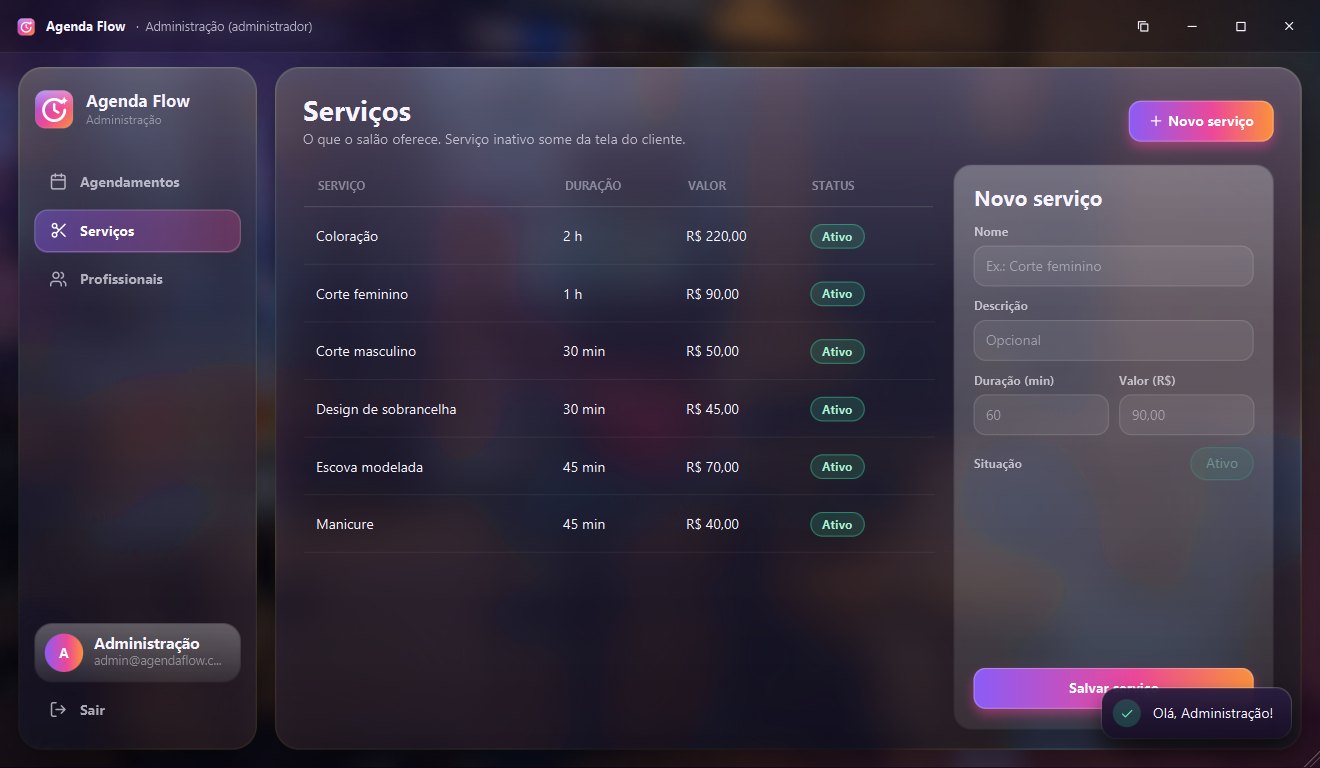 Agenda Flow · Administração (administrador)
Agenda Flow
Administração
Agendamentos
Serviços
Profissionais
A
Administração
admin@agendaflow.c...
Sair
Serviços
O que o salão oferece. Serviço inativo some da tela do cliente.
+ Novo serviço
SERVIÇO DURAÇÃO VALOR STATUS
Coloração 2 h R$ 220,00 Ativo
Corte feminino 1 h R$ 90,00 Ativo
Corte masculino 30 min R$ 50,00 Ativo
Design de sobrancelha 30 min R$ 45,00 Ativo
Escova modelada 45 min R$ 70,00 Ativo
Manicure 45 min R$ 40,00 Ativo
Novo serviço
Nome
Ex.: Corte feminino
Descrição
Opcional
Duração (min) Valor (R$)
60 90.00
Situação Ativo
Salvar serviço
Olá, Administração!